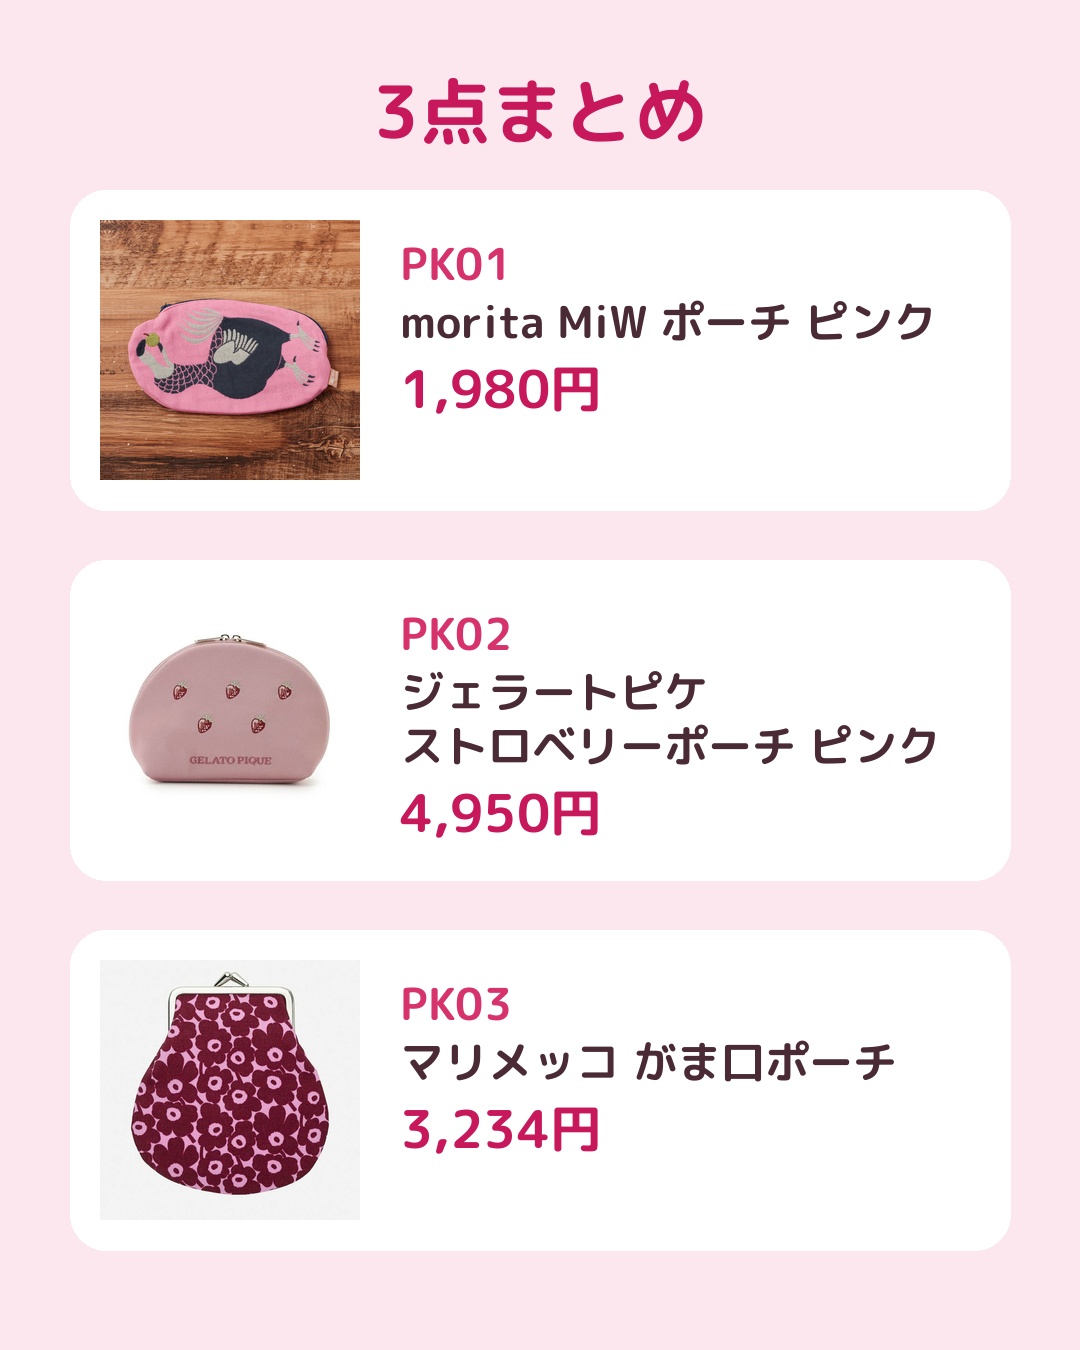 3点まとめ
PK01
morita MiW ポーチ ピンク
1,980円
PK02
ジェラートピケ
ストロベリーポーチ ピンク
4,950円
GELATO PIQUE
PK03
マリメッコ がま口ポーチ
3,234円